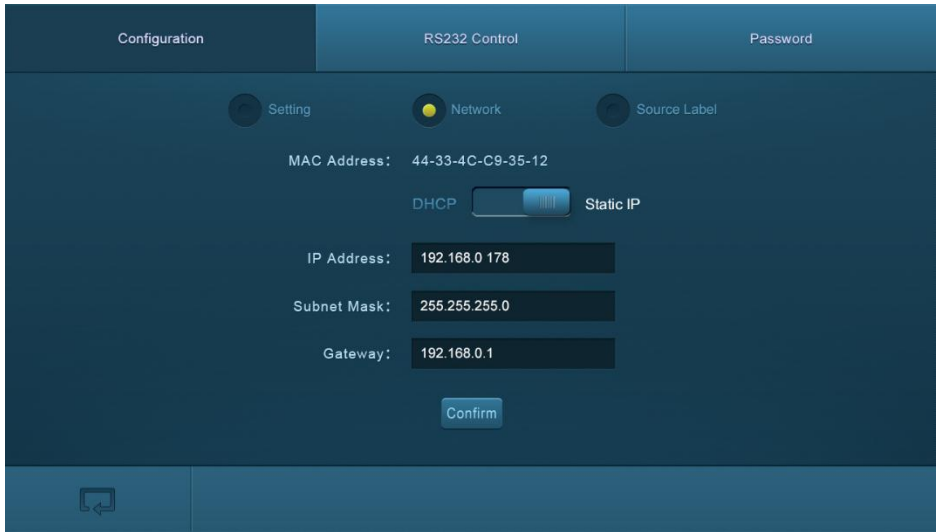 Configuration RS232 Control Password
Setting Network Source Label
MAC Address: 44-33-4C-C9-35-12
DHCP Static IP
IP Address: 192.168.0 178
Subnet Mask: 255.255.255.0
Gateway: 192.168.0.1
Confirm